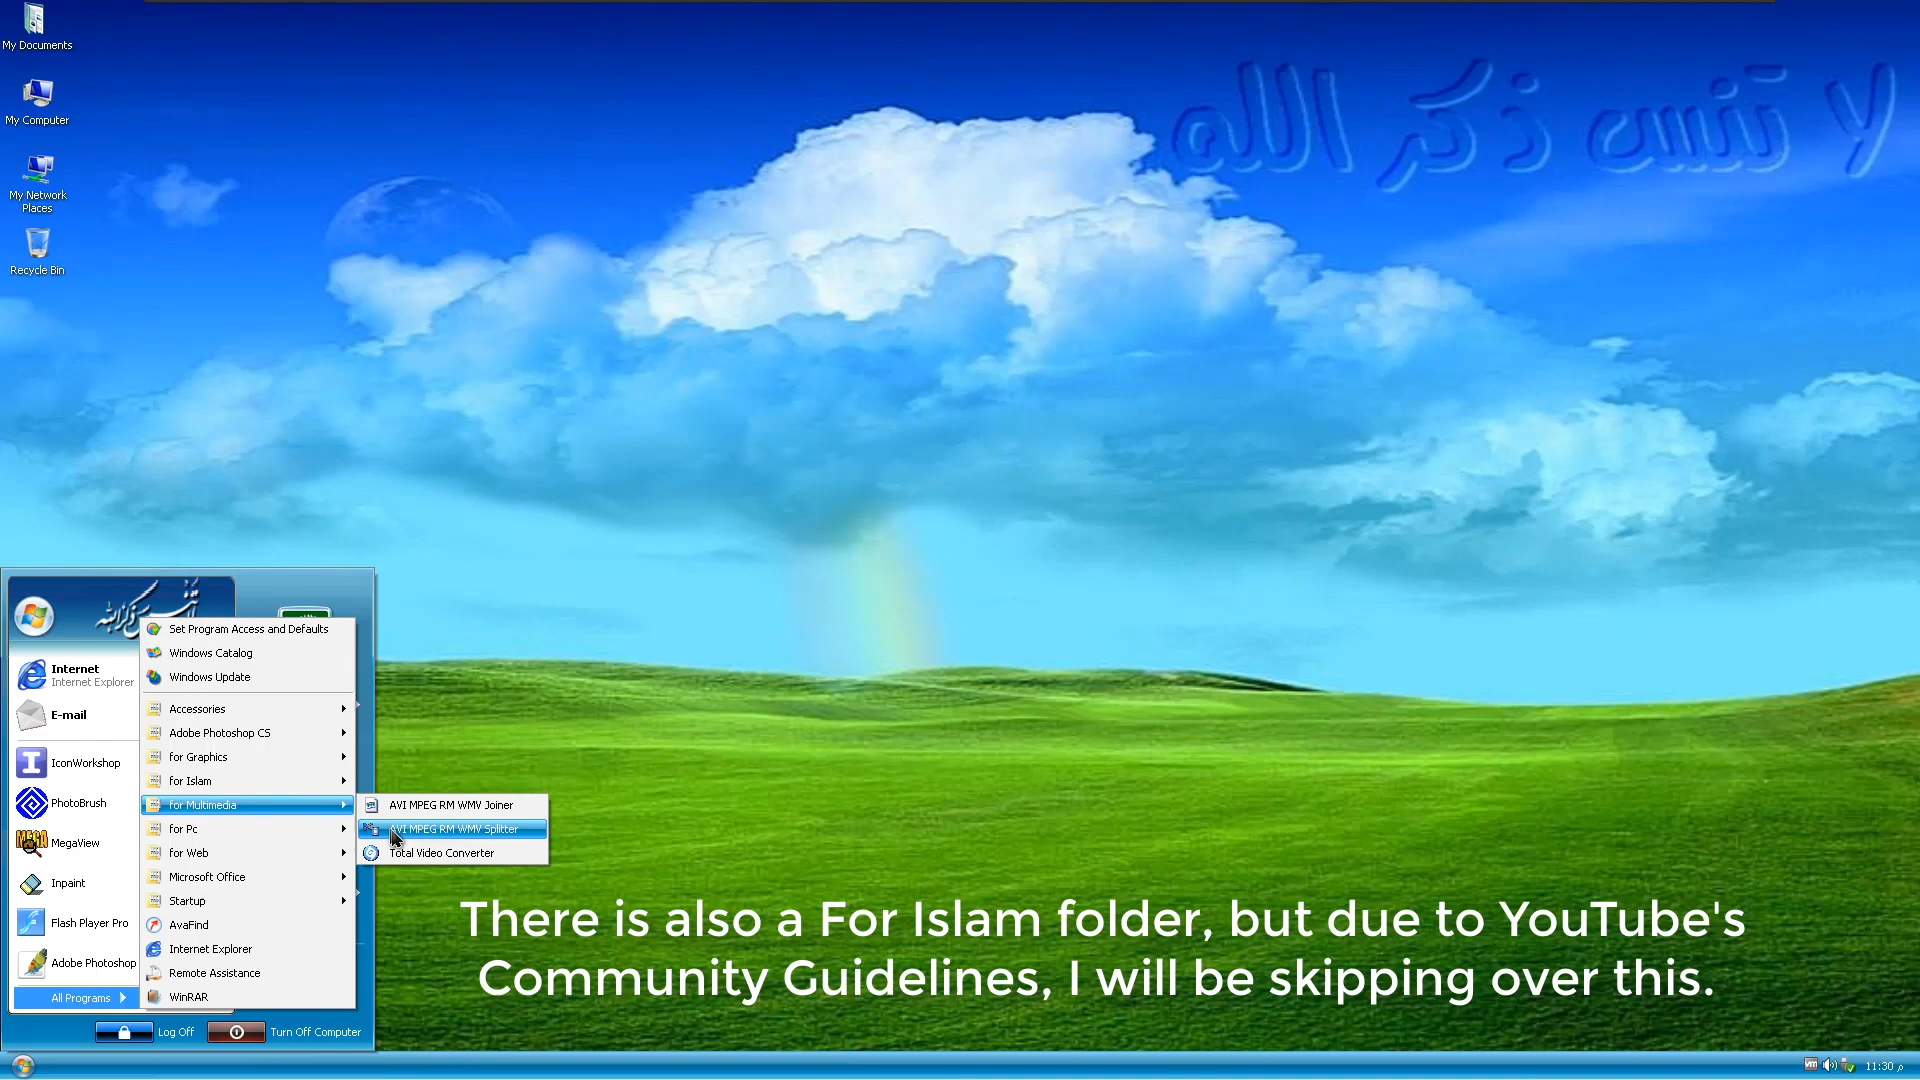 My Documents
My Computer
My Network
Places
Recycle Bin
لا تنس ذكر الله
Internet
Internet Explorer
E-mail
IconWorkshop
PhotoBrush
MegaView
Inpaint
Flash Player Pro
Adobe Photoshop
All Programs
Set Program Access and Defaults
Windows Catalog
Windows Update
Accessories
Adobe Photoshop CS
for Graphics
for Islam
for Multimedia
for Pc
for Web
Microsoft Office
Startup
AvaFind
Internet Explorer
Remote Assistance
WinRAR
AVI MPEG RM WMV Joiner
AVI MPEG RM WMV Splitter
Total Video Converter
There is also a For Islam folder, but due to YouTube's
Community Guidelines, I will be skipping over this.
Log Off
Turn Off Computer
11:30 م